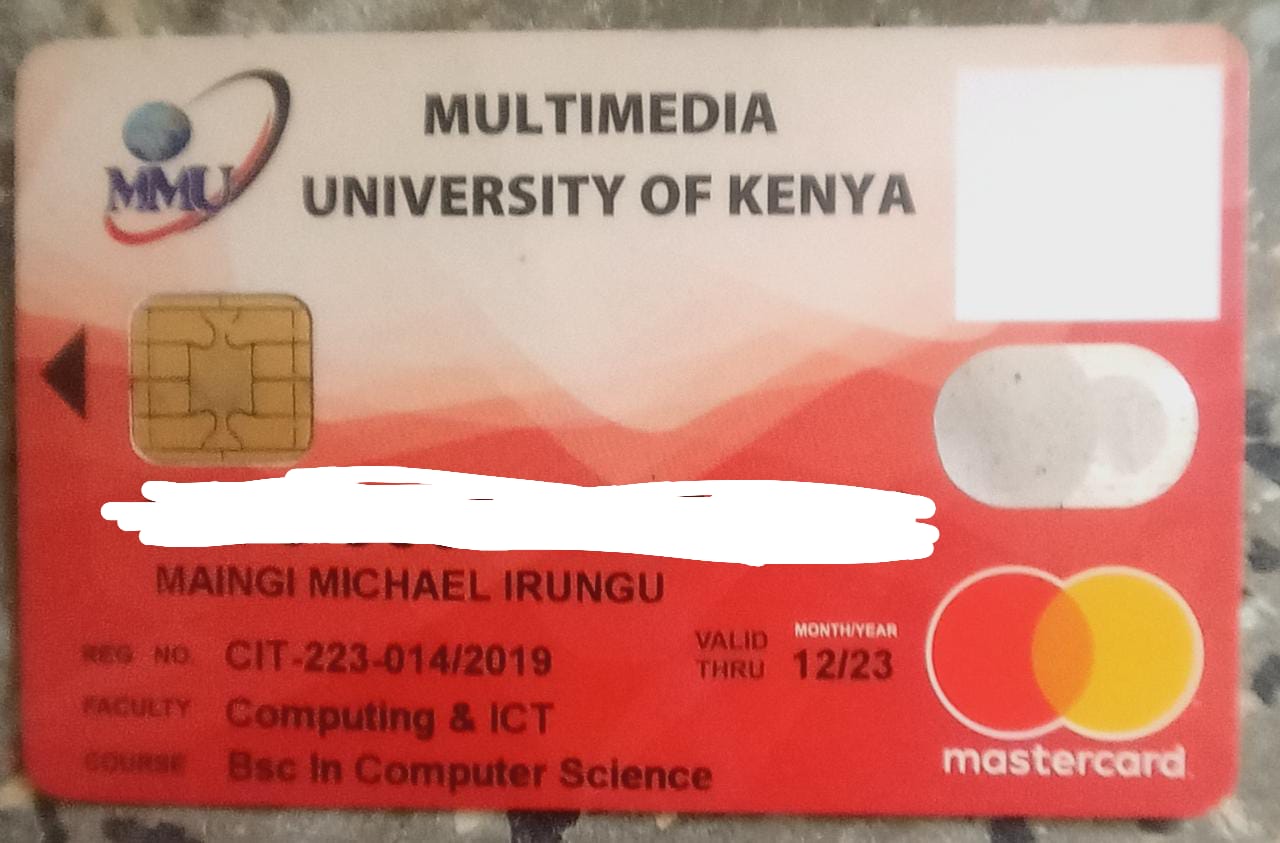 MMU
MULTIMEDIA
UNIVERSITY OF KENYA
MAINGI MICHAEL IRUNGU
REG NO CIT-223-014/2019
FACULTY Computing & ICT
COURSE Bsc In Computer Science
VALID THRU
MONTH/YEAR
12/23
mastercard